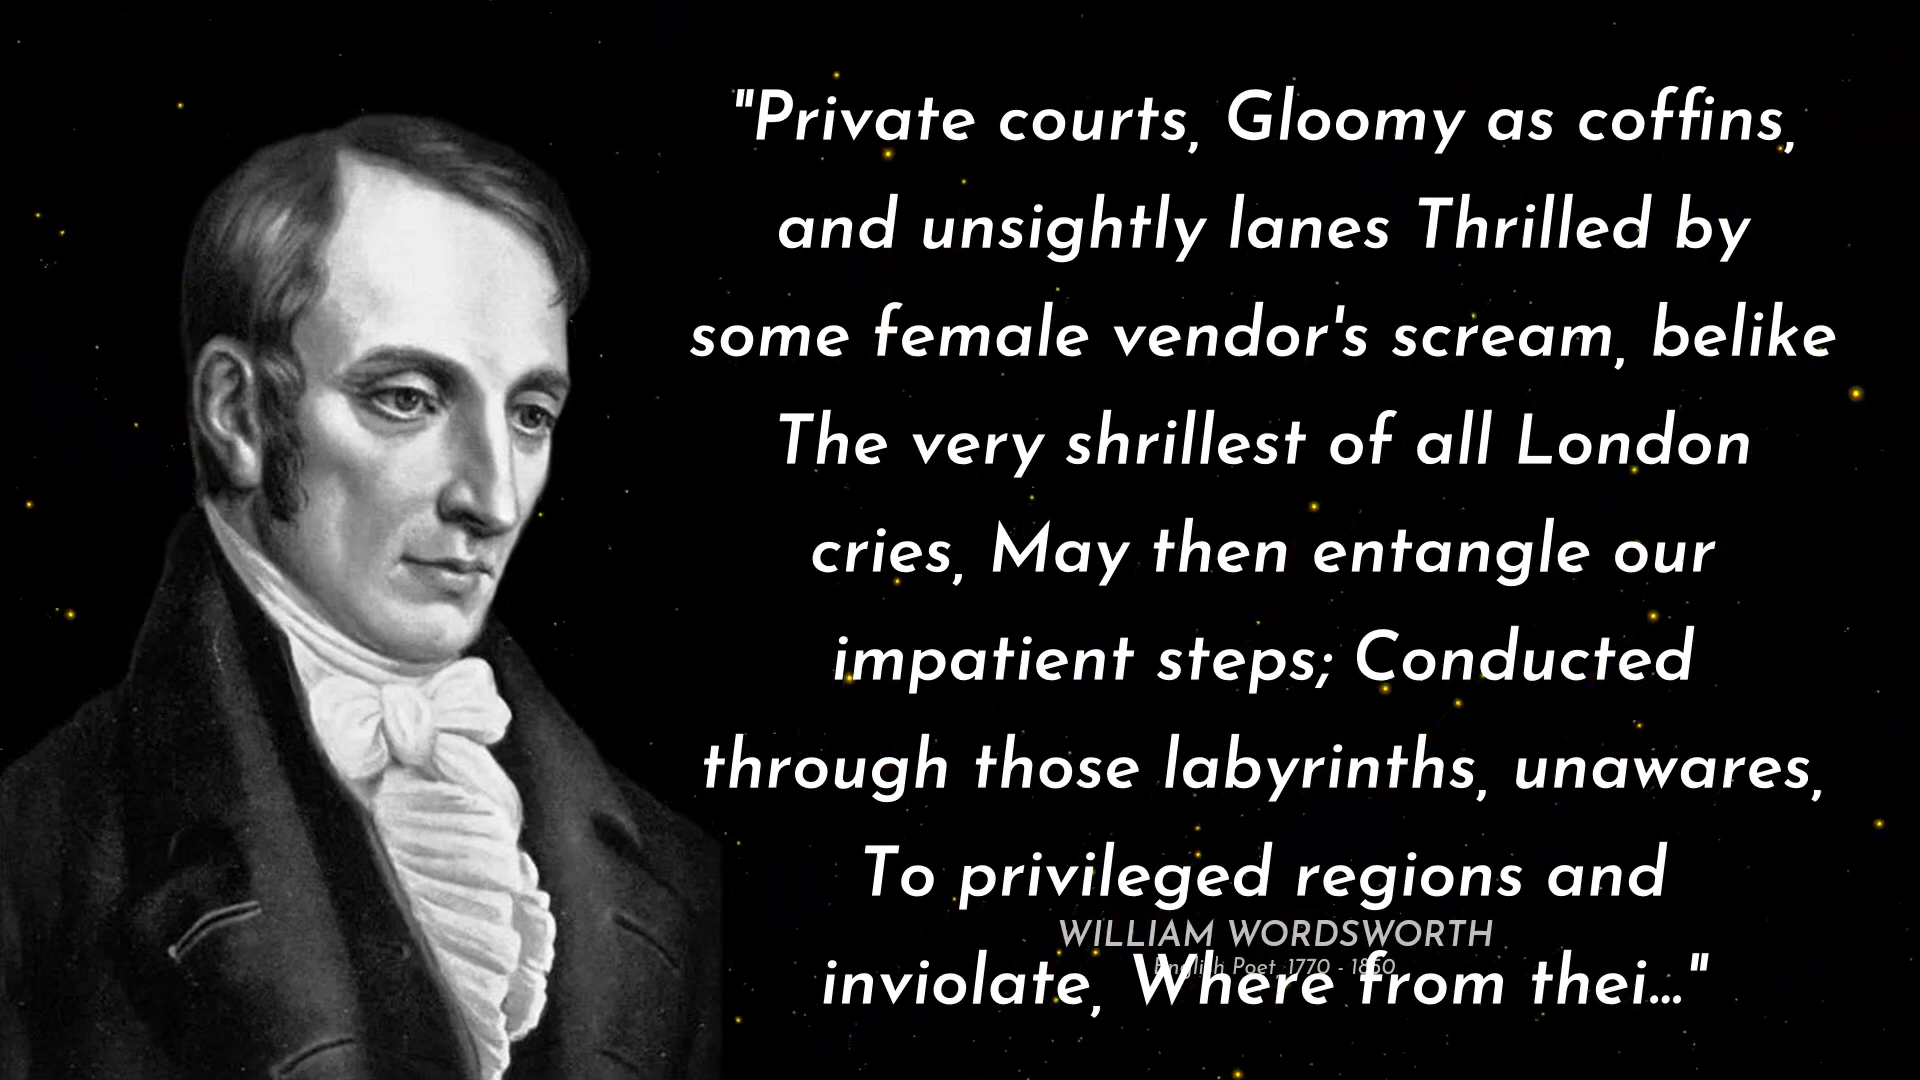 "Private courts, Gloomy as coffins,
and unsightly lanes Thrilled by
some female vendor's scream, belike
The very shrillest of all London
cries, May then entangle our
impatient steps; Conducted
through those labyrinths, unawares,
To privileged regions and
WILLIAM WORDSWORTH
English Poet, 1770 - 1850
inviolate, Where from thei..."